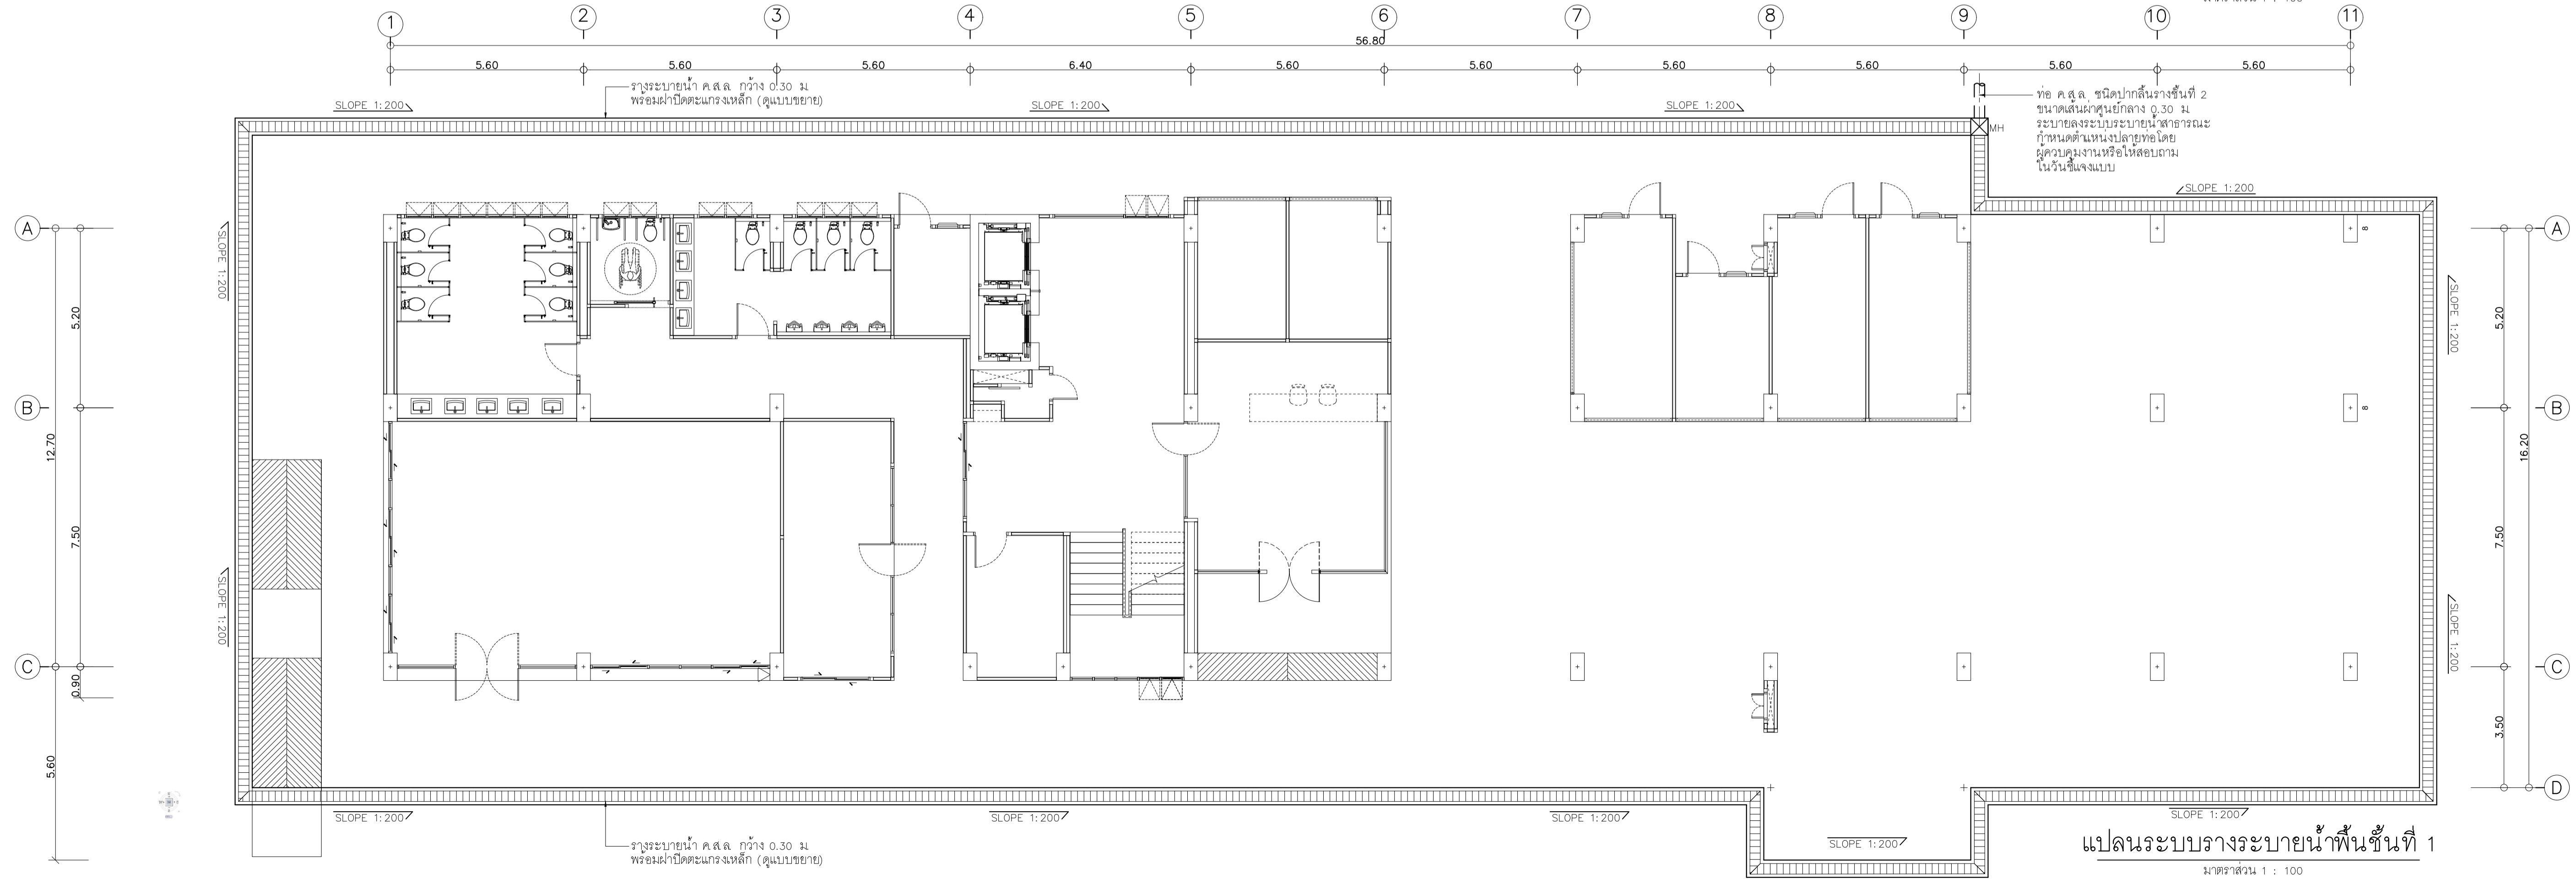 1 2 3 4 5 6 7 8 9 10 11
56.80
5.60 5.60 5.60 6.40 5.60 5.60 5.60 5.60 5.60 5.60
รางระบายน้ำ ค.ส.ล. กว้าง 0.30 ม.
พร้อมฝาปิดตะแกรงเหล็ก (ดูแบบขยาย)
SLOPE 1:200
SLOPE 1:200
SLOPE 1:200
ท่อ ค.ส.ล. ชนิดปากลิ้นรางชั้นที่ 2
ขนาดเส้นผ่าศูนย์กลาง 0.30 ม.
ระบายลงระบบระบายน้ำสาธารณะ
กำหนดตำแหน่งปลายท่อโดย
ผู้ควบคุมงานหรือให้สอบถาม
ในวันชี้แจงแบบ
MH
SLOPE 1:200
A
B
C
5.20
12.70
7.50
0.90
5.60
SLOPE 1:200
SLOPE 1:200
8
8
SLOPE 1:200
SLOPE 1:200
A
B
C
D
5.20
16.20
7.50
3.50
SLOPE 1:200
SLOPE 1:200
SLOPE 1:200
SLOPE 1:200
SLOPE 1:200
รางระบายน้ำ ค.ส.ล. กว้าง 0.30 ม.
พร้อมฝาปิดตะแกรงเหล็ก (ดูแบบขยาย)
แปลนระบบรางระบายน้ำพื้นชั้นที่ 1
มาตราส่วน 1 : 100